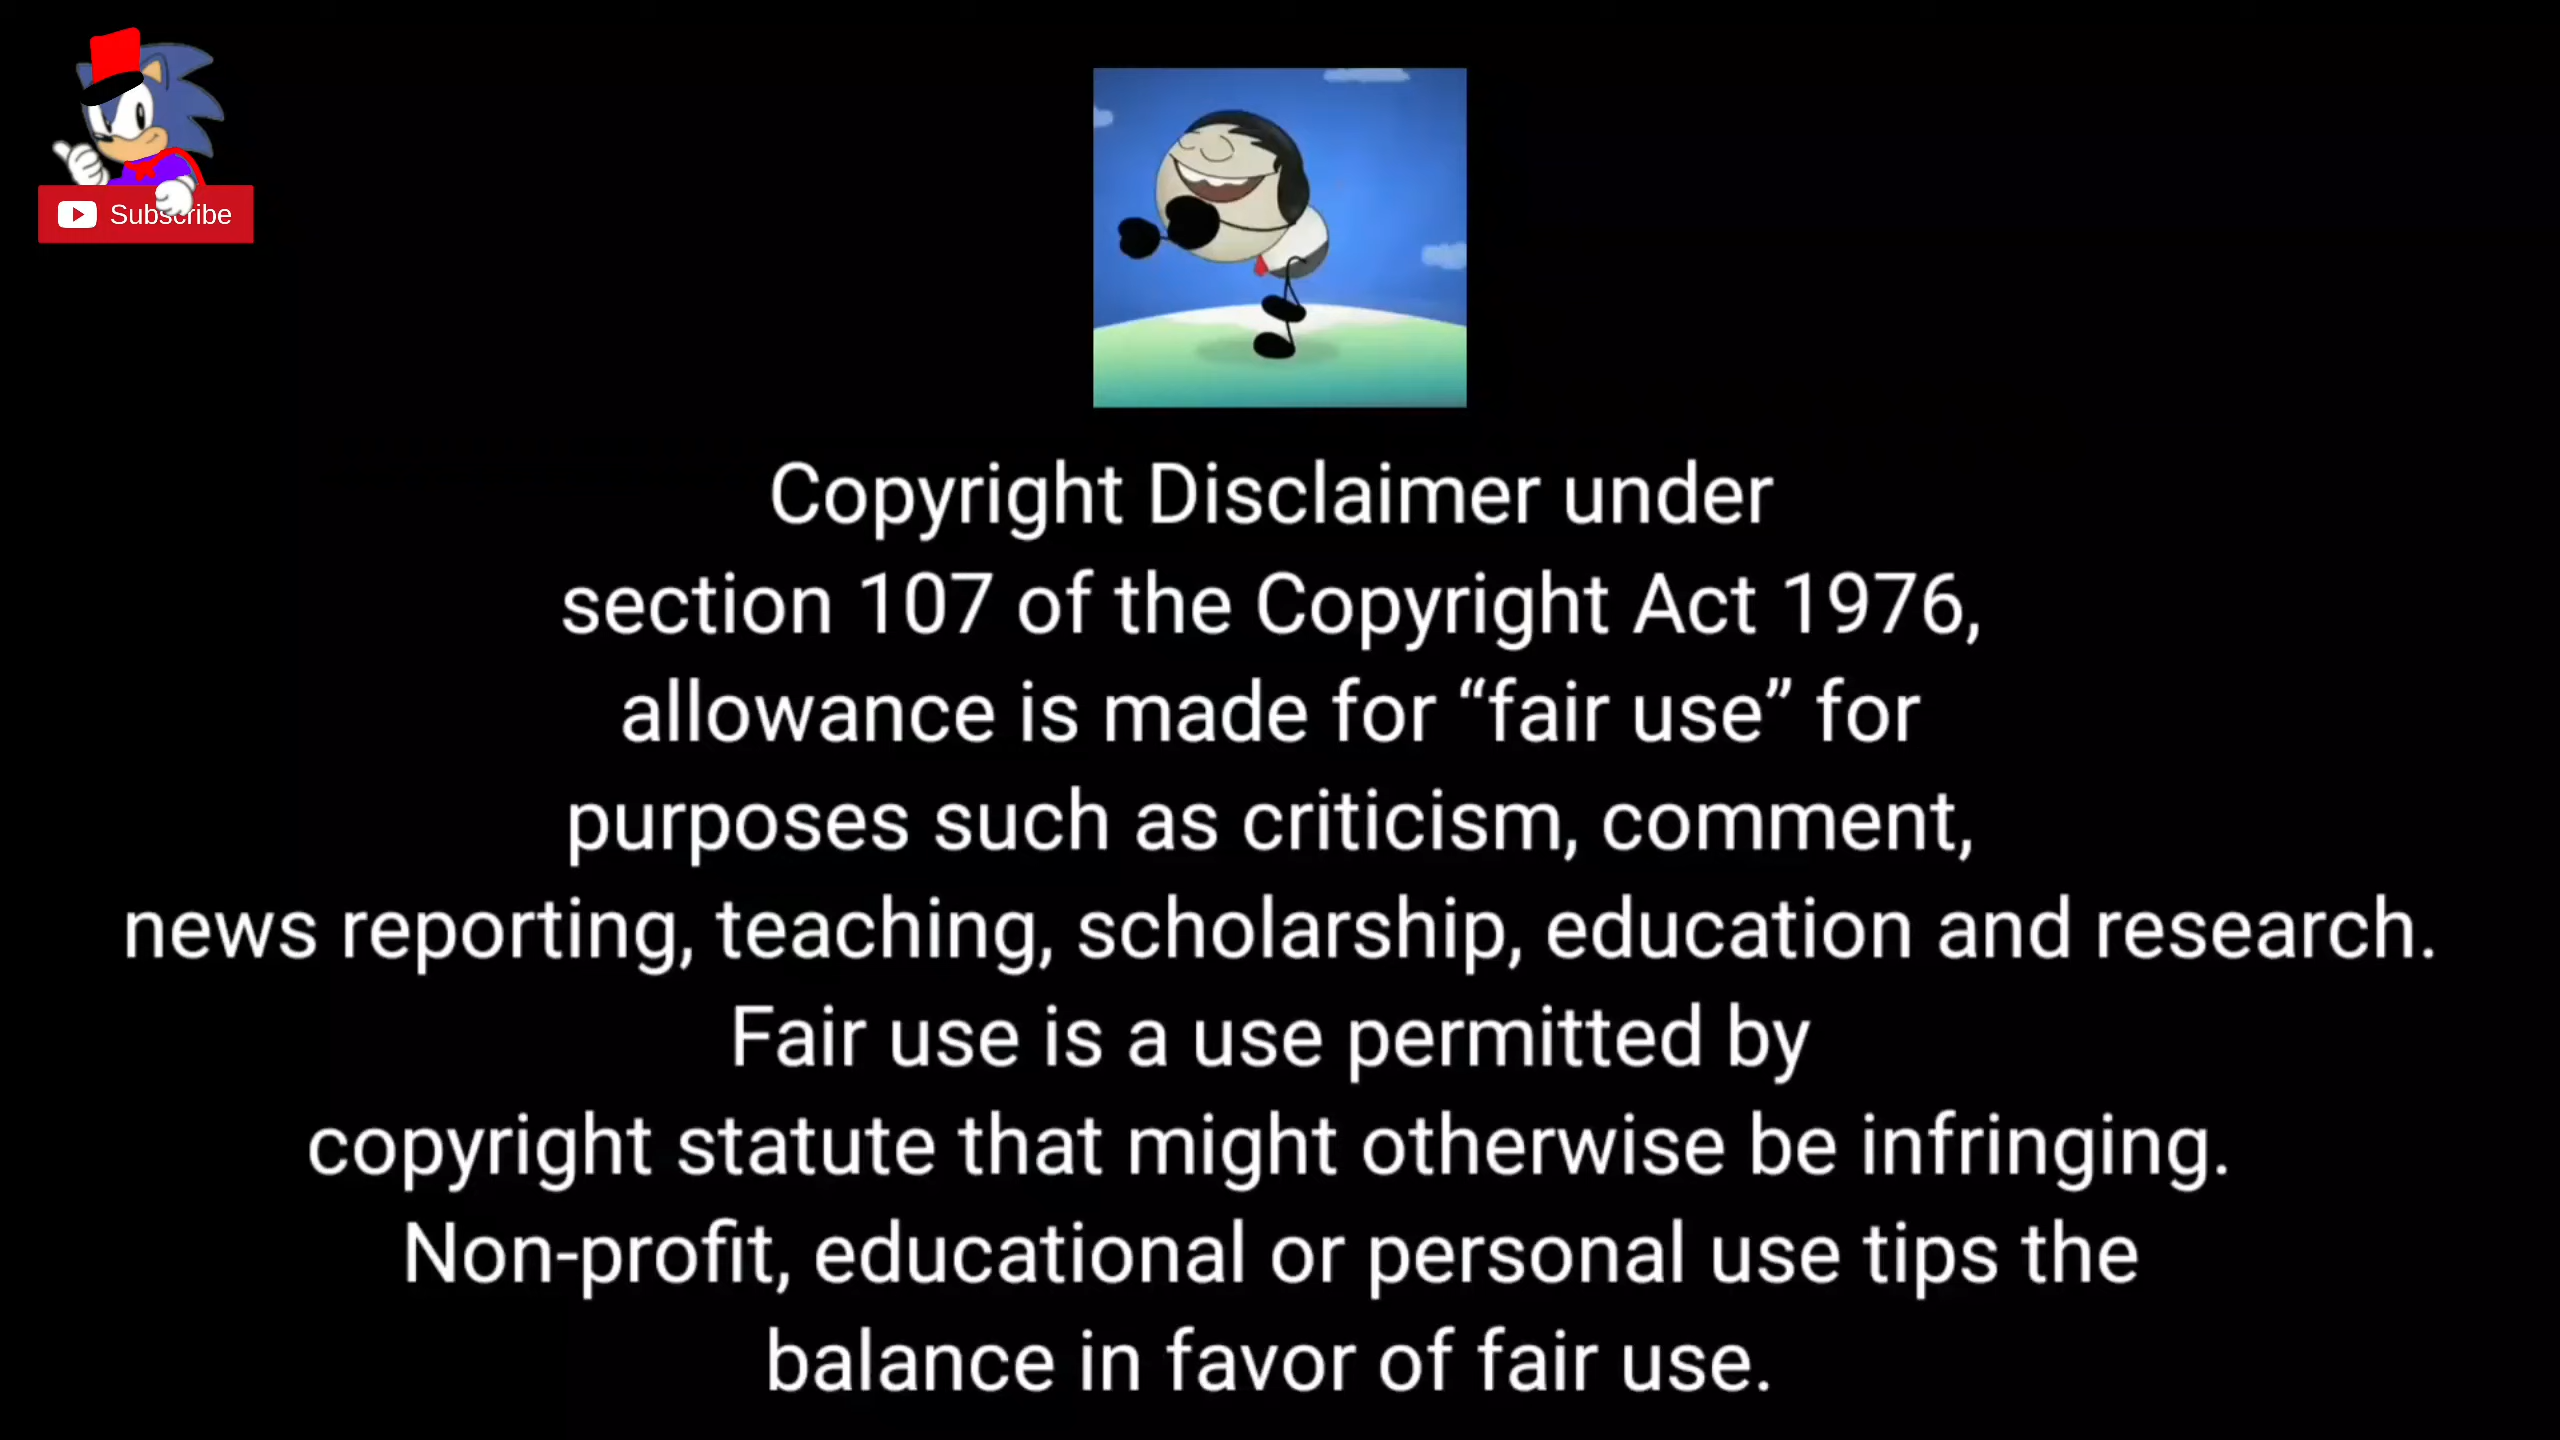 Subscribe
Copyright Disclaimer under
section 107 of the Copyright Act 1976,
allowance is made for “fair use” for
purposes such as criticism, comment,
news reporting, teaching, scholarship, education and research.
Fair use is a use permitted by
copyright statute that might otherwise be infringing.
Non-profit, educational or personal use tips the
balance in favor of fair use.